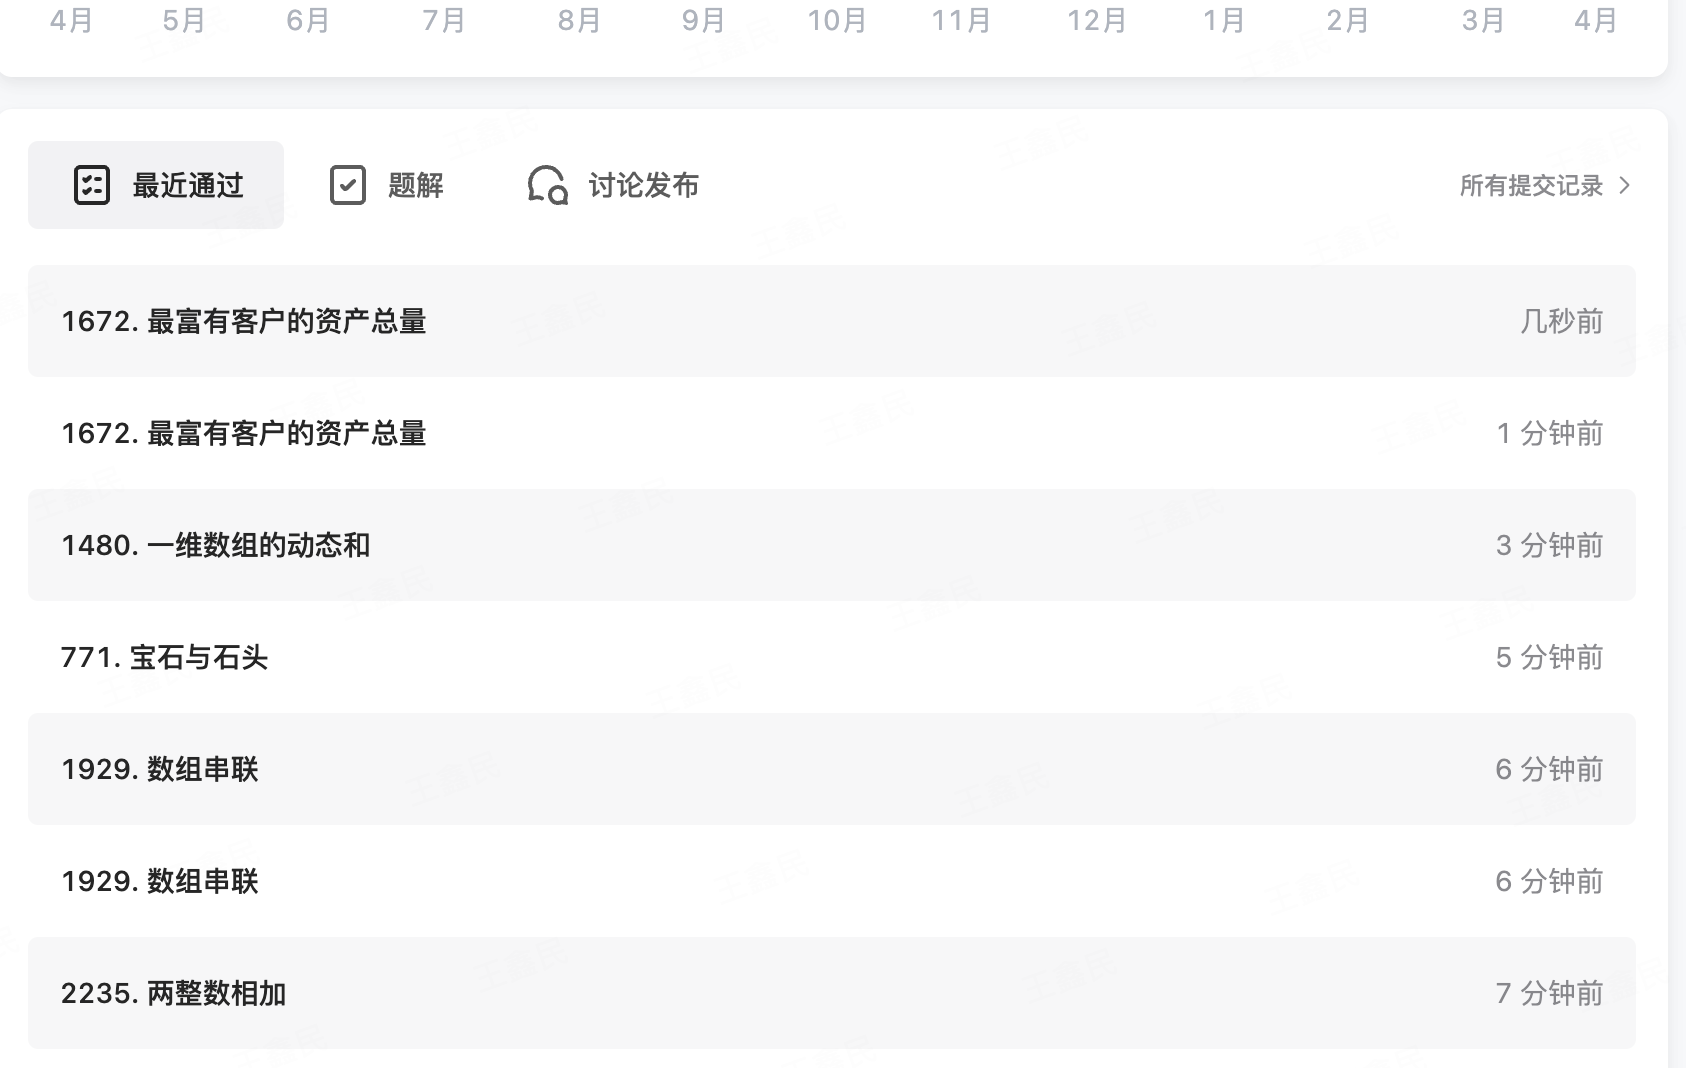 4月 5月 6月 7月 8月 9月 10月 11月 12月 1月 2月 3月 4月
最近通过 题解 讨论发布 所有提交记录
1672. 最富有客户的资产总量 几秒前
1672. 最富有客户的资产总量 1 分钟前
1480. 一维数组的动态和 3 分钟前
771. 宝石与石头 5 分钟前
1929. 数组串联 6 分钟前
1929. 数组串联 6 分钟前
2235. 两整数相加 7 分钟前